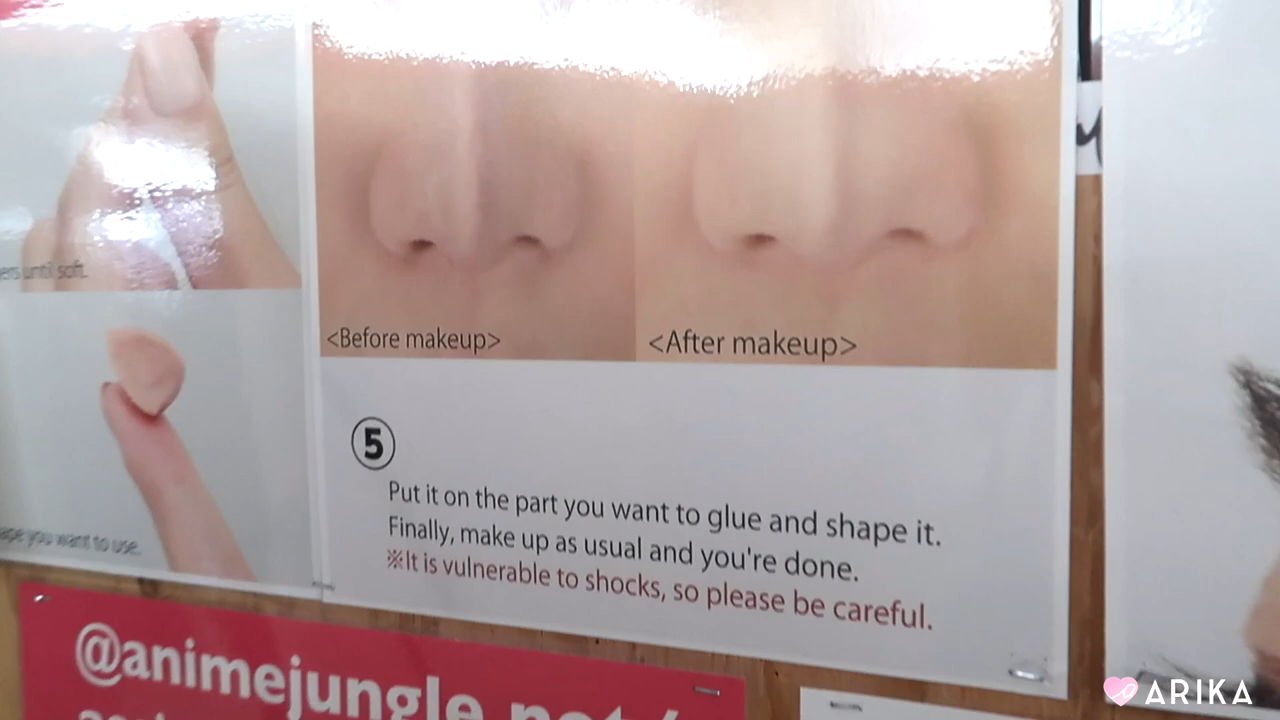 until soft.
<Before makeup>
<After makeup>
⑤
Put it on the part you want to glue and shape it.
Finally, make up as usual and you're done.
※It is vulnerable to shocks, so please be careful.
you want to use.
@animejungle
ARIKA